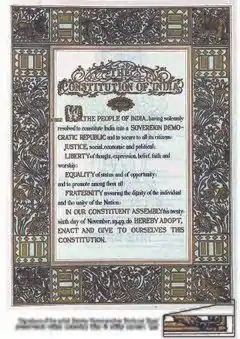 THE
CONSTITUTION OF INDIA
WE THE PEOPLE OF INDIA, having solemnly
resolved to constitute India into a SOVEREIGN DEMO-
CRATIC REPUBLIC and to secure to all its citizens:
JUSTICE, social, economic and political;
LIBERTY of thought, expression, belief, faith and
worship;
EQUALITY of status and of opportunity;
and to promote among them all
FRATERNITY assuring the dignity of the individual
and the unity of the Nation;
IN OUR CONSTITUENT ASSEMBLY this twenty
sixth day of November, 1949, do HEREBY ADOPT,
ENACT AND GIVE TO OURSELVES THIS
CONSTITUTION.